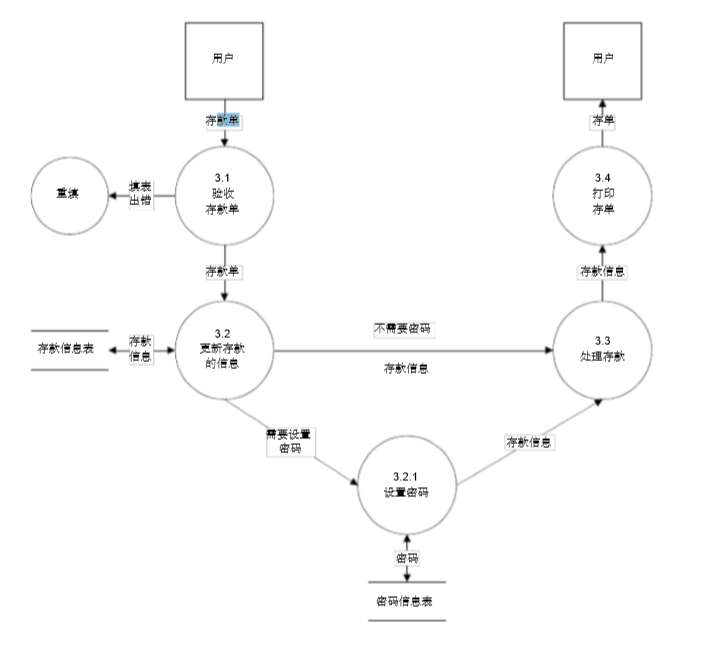 用户
用户
存款单
存单
3.1
验收
存款单
3.4
打印
存单
重填
填表
出错
存款单
存款信息
3.2
更新存款
的信息
不需要密码
3.3
处理存款
存款信息表
存款
信息
存款信息
需要设置
密码
存款信息
3.2.1
设置密码
密码
密码信息表